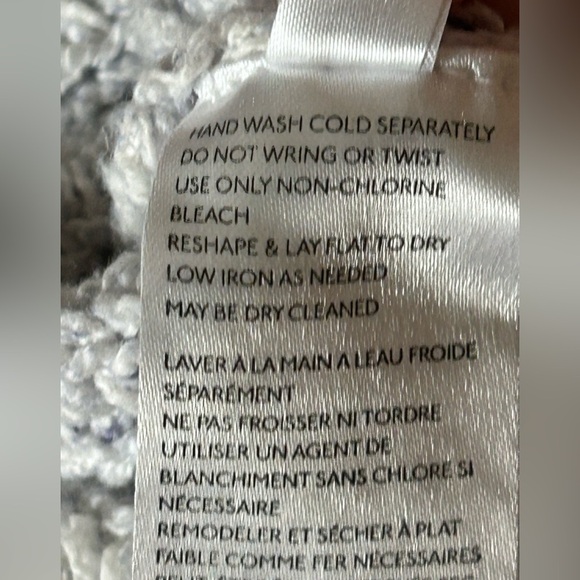 HAND WASH COLD SEPARATELY
DO NOT WRING OR TWIST
USE ONLY NON-CHLORINE
BLEACH
RESHAPE & LAY FLAT TO DRY
LOW IRON AS NEEDED
MAY BE DRY CLEANED
LAVER À LA MAIN A LEAU FROIDE
SÉPARÉMENT
NE PAS FROISSER NI TORDRE
UTILISER UN AGENT DE
BLANCHIMENT SANS CHLORE SI
NÉCESSAIRE
REMODELER ET SÉCHER À PLAT
FAIBLE COMME FER NÉCESSAIRES